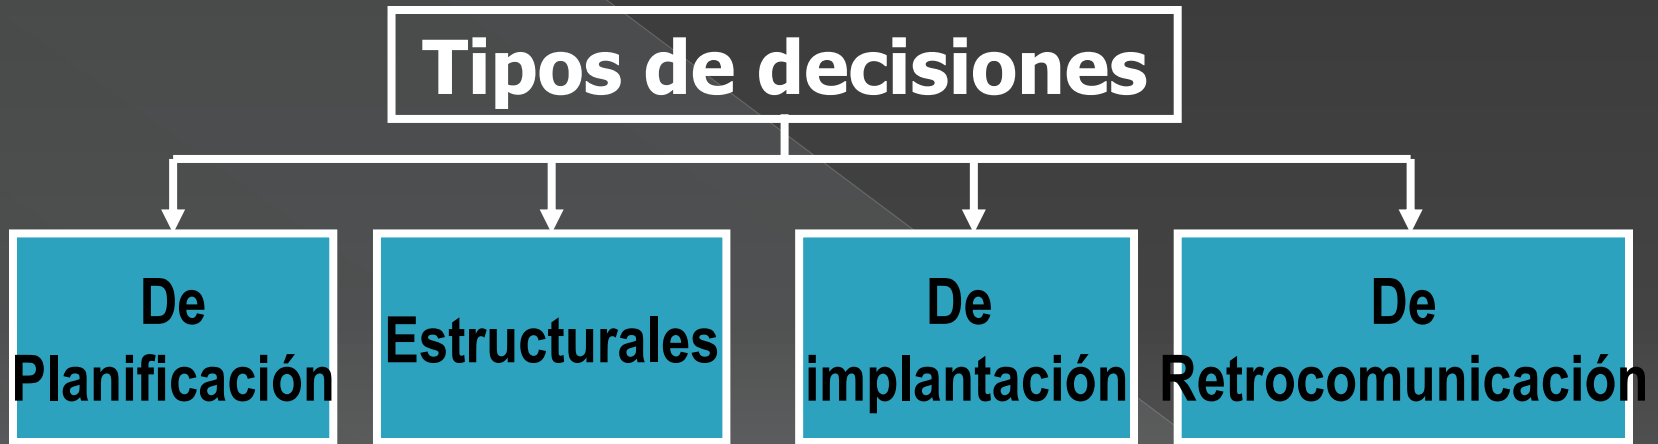 Tipos de decisiones
De
Planificación
Estructurales
De
implantación
De
Retrocomunicación